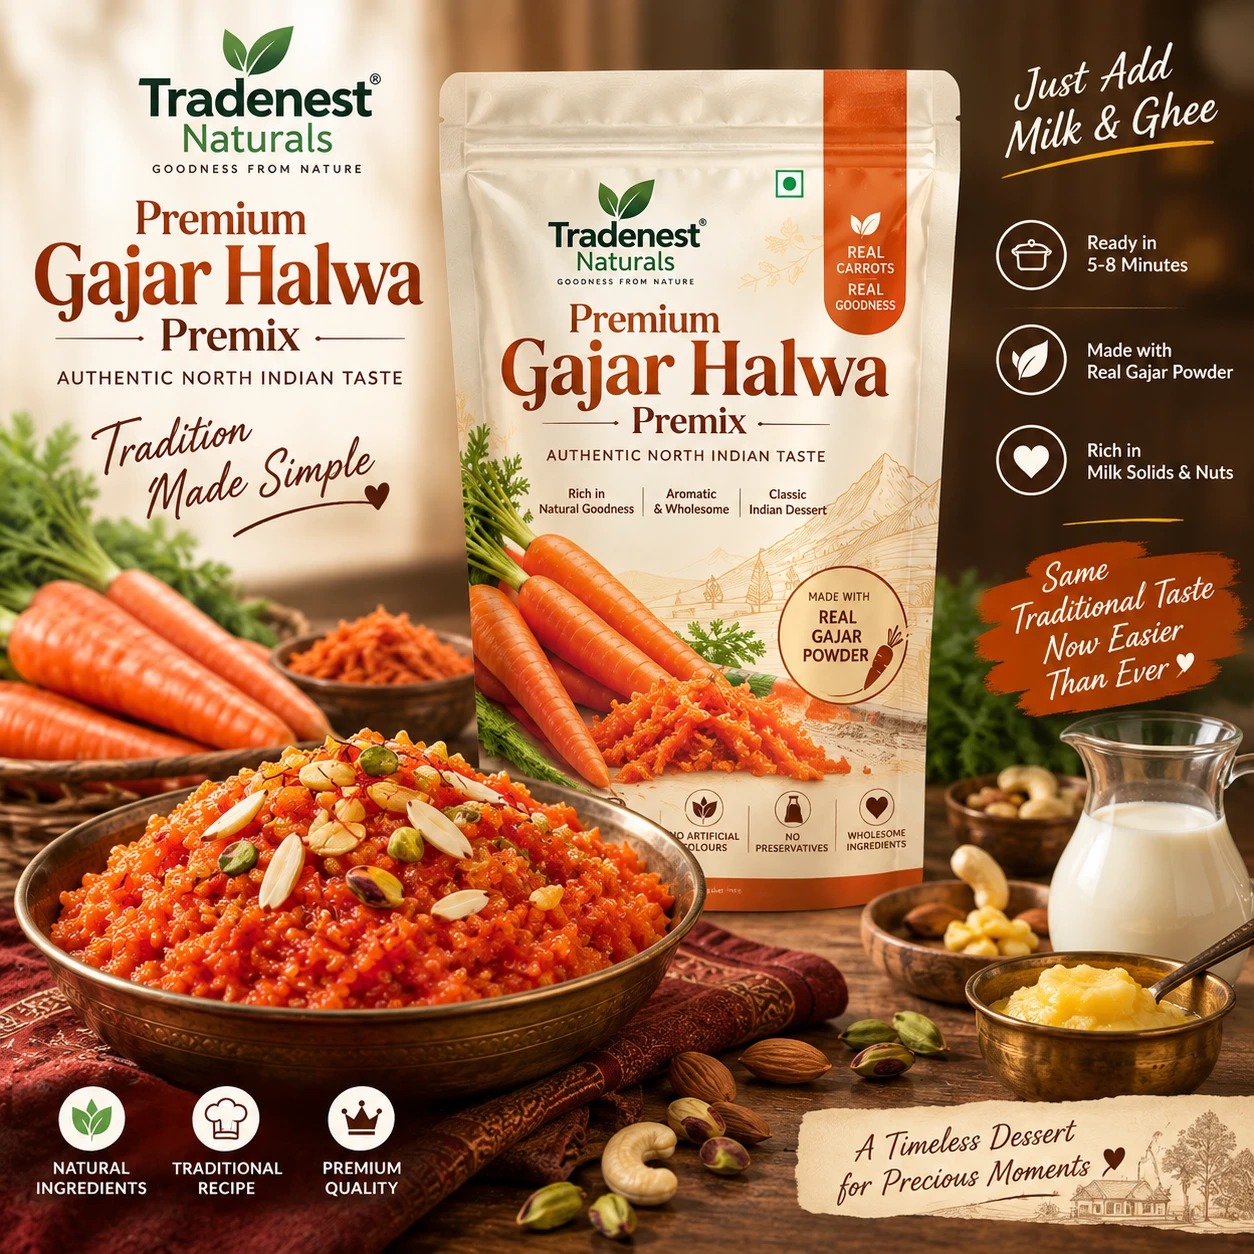 Tradenest®
Naturals
GOODNESS FROM NATURE
Premium
Gajar Halwa
Premix
AUTHENTIC NORTH INDIAN TASTE
Tradition
Made Simple
Tradenest®
Naturals
GOODNESS FROM NATURE
REAL
CARROTS
REAL
GOODNESS
Premium
Gajar Halwa
Premix
AUTHENTIC NORTH INDIAN TASTE
Rich in
Natural Goodness
Aromatic
& Wholesome
Classic
Indian Dessert
MADE WITH
REAL
GAJAR
POWDER
NO ARTIFICIAL
COLOURS
NO
PRESERVATIVES
WHOLESOME
INGREDIENTS
Just Add
Milk & Ghee
Ready in
5-8 Minutes
Made with
Real Gajar Powder
Rich in
Milk Solids & Nuts
Same
Traditional Taste
Now Easier
Than Ever
NATURAL
INGREDIENTS
TRADITIONAL
RECIPE
PREMIUM
QUALITY
A Timeless Dessert
for Precious Moments